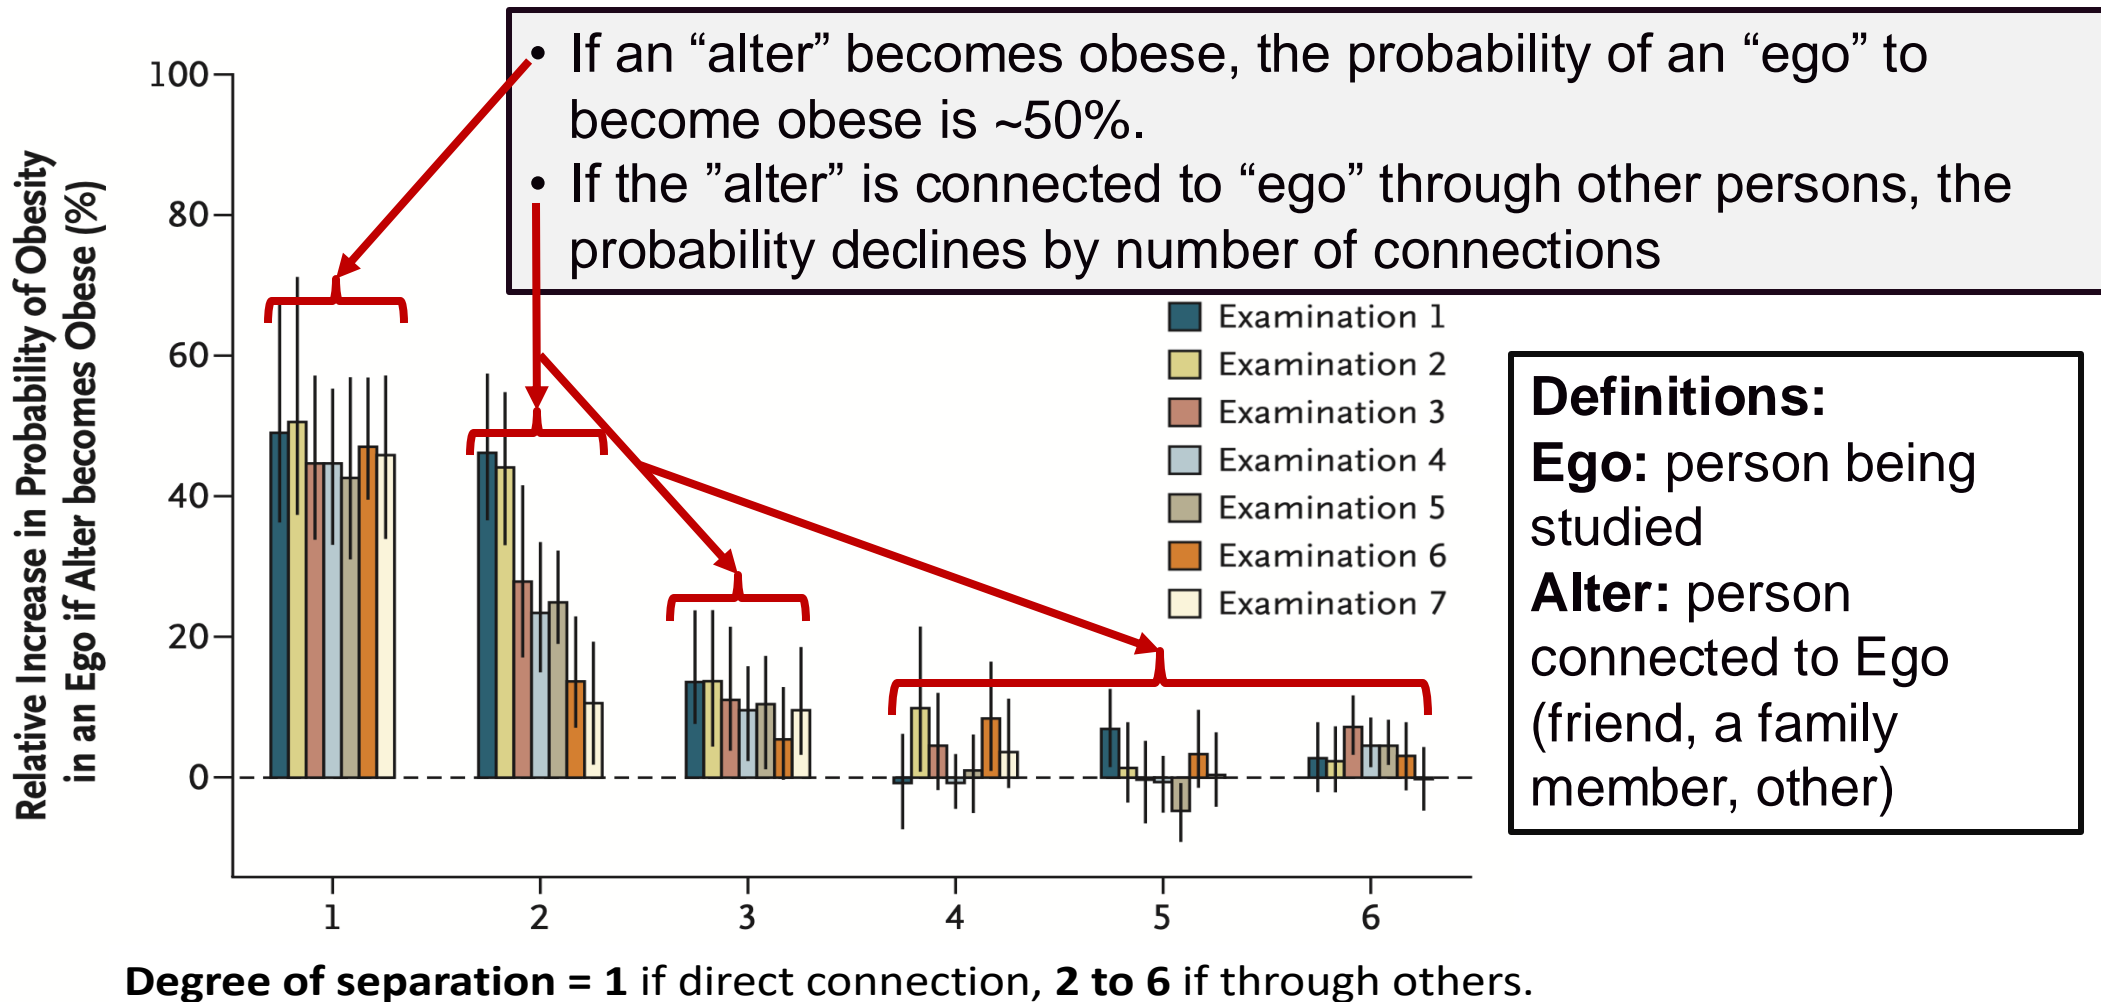 • If an “alter” becomes obese, the probability of an “ego” to
become obese is ~50%.
• If the ”alter” is connected to “ego” through other persons, the
probability declines by number of connections
Relative Increase in Probability of Obesity
in an Ego if Alter becomes Obese (%)
100
80
60
40
20
0
Examination 1
Examination 2
Examination 3
Examination 4
Examination 5
Examination 6
Examination 7
Definitions:
Ego: person being
studied
Alter: person
connected to Ego
(friend, a family
member, other)
1 2 3 4 5 6
Degree of separation = 1 if direct connection, 2 to 6 if through others.